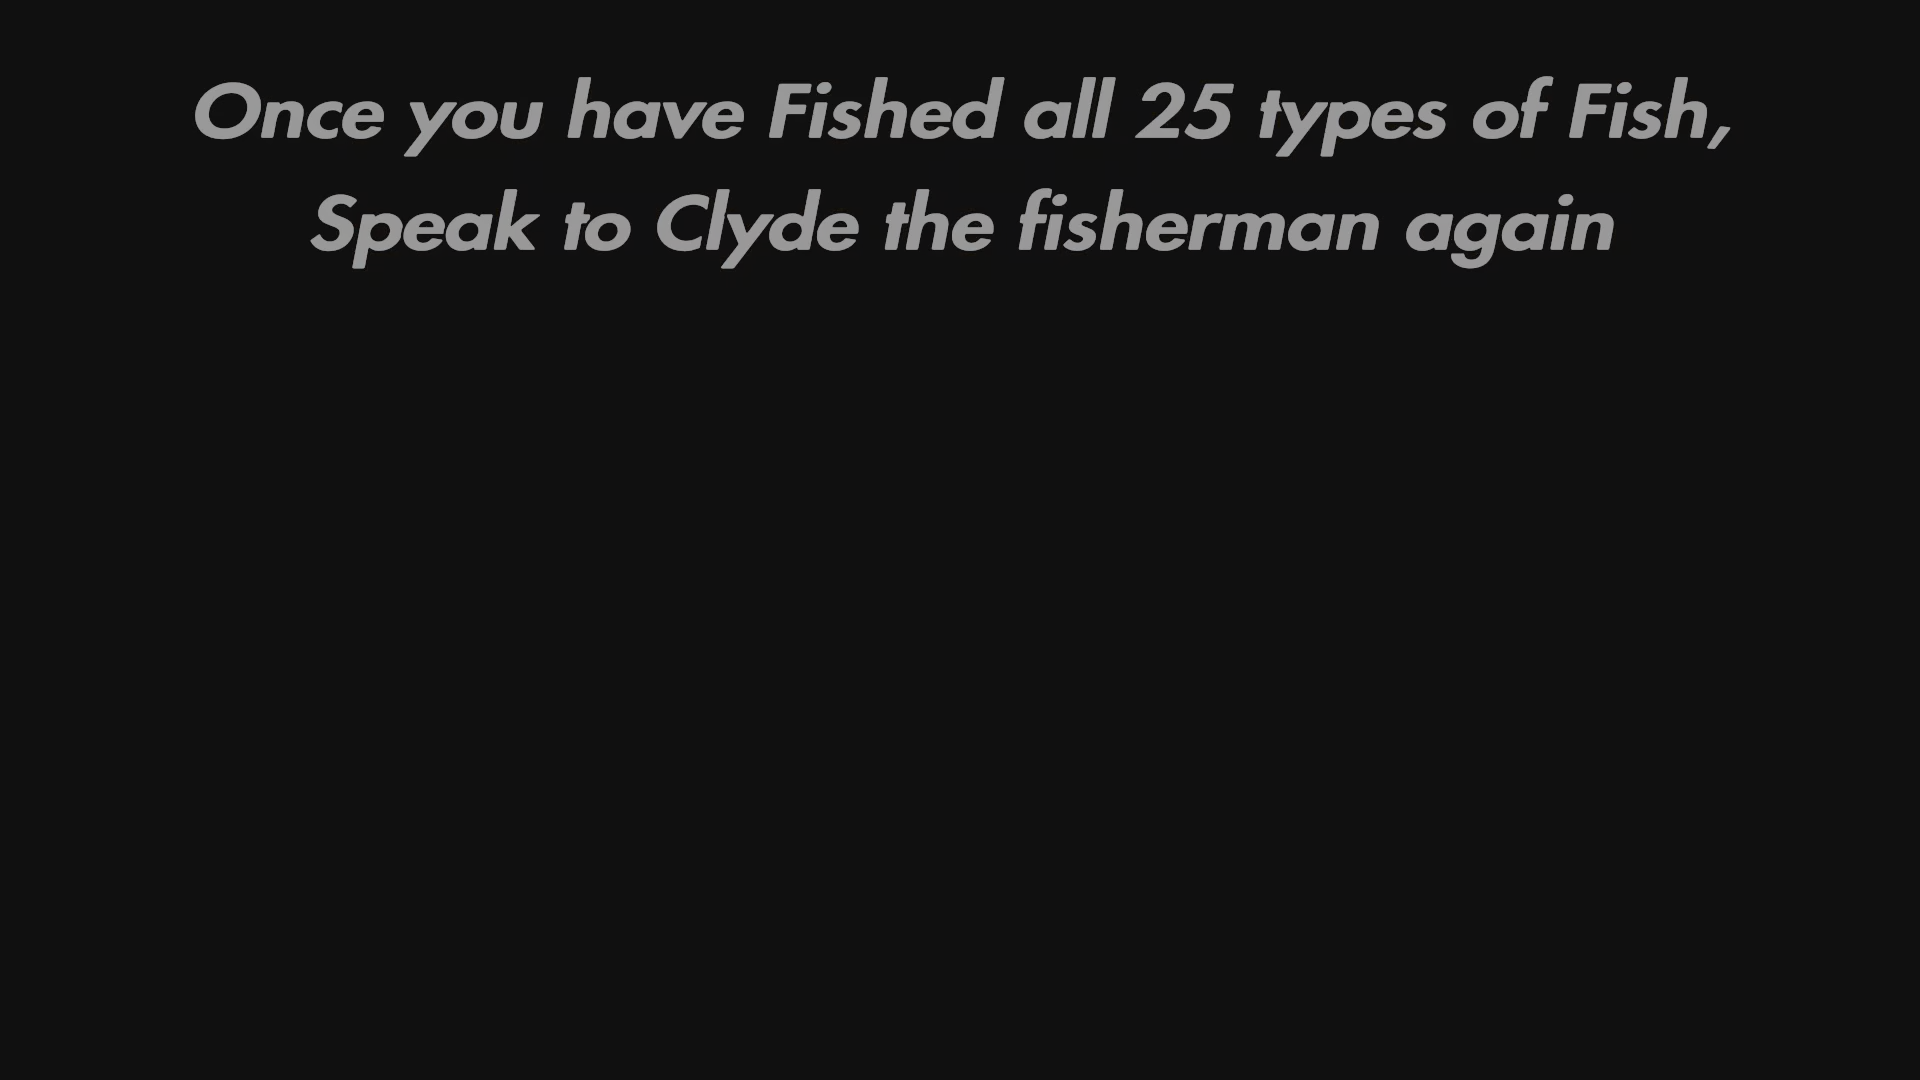 Once you have Fished all 25 types of Fish,
Speak to Clyde the fisherman again